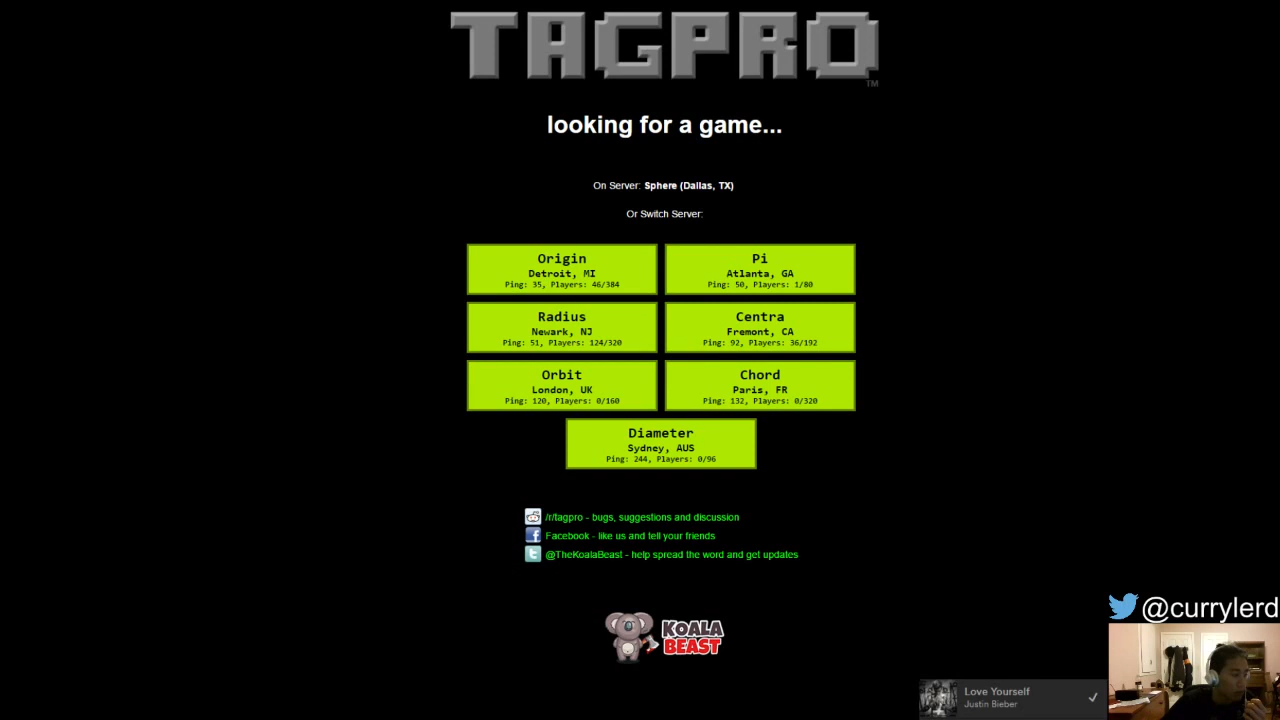 TAGPRO
TM
looking for a game...
On Server: Sphere (Dallas, TX)
Or Switch Server:
Origin
Detroit, MI
Ping: 35, Players: 46/384
Pi
Atlanta, GA
Ping: 50, Players: 1/80
Radius
Newark, NJ
Ping: 51, Players: 124/320
Centra
Fremont, CA
Ping: 92, Players: 36/192
Orbit
London, UK
Ping: 120, Players: 0/160
Chord
Paris, FR
Ping: 132, Players: 0/320
Diameter
Sydney, AUS
Ping: 244, Players: 0/96
/r/tagpro - bugs, suggestions and discussion
Facebook - like us and tell your friends
@TheKoalaBeast - help spread the word and get updates
KOALA
BEAST
@currylerd
Love Yourself
Justin Bieber